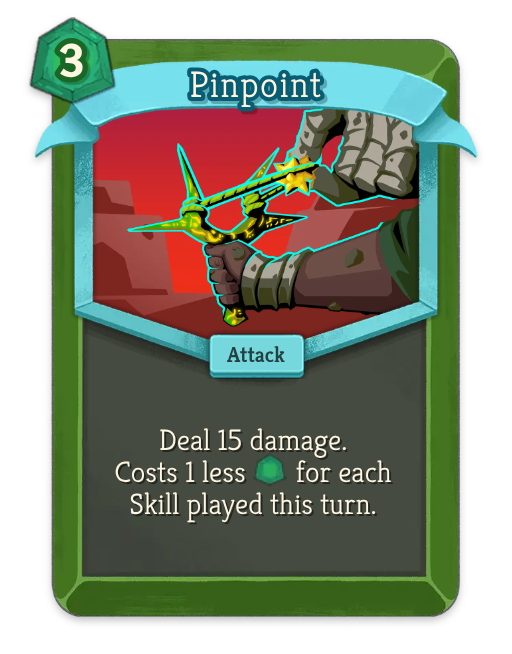 3
Pinpoint
Attack
Deal 15 damage.
Costs 1 less for each
Skill played this turn.